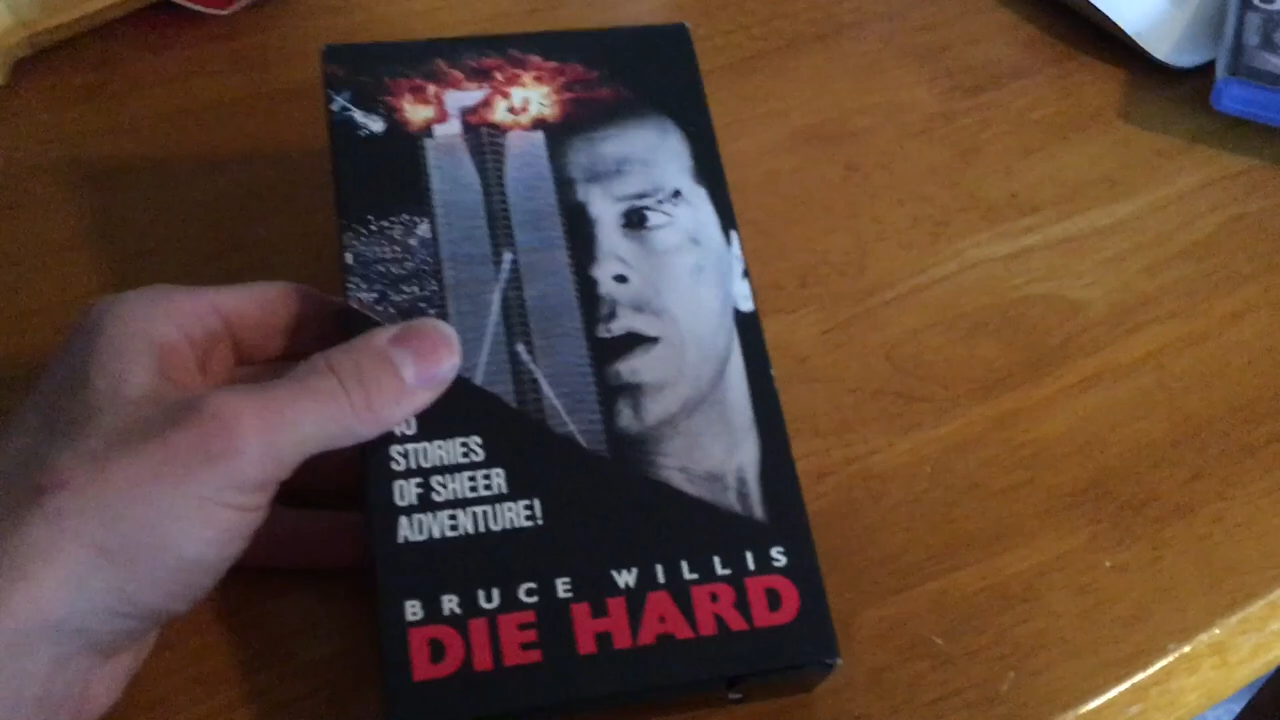 STORIES
OF SHEER
ADVENTURE!
BRUCE WILLIS
DIE HARD